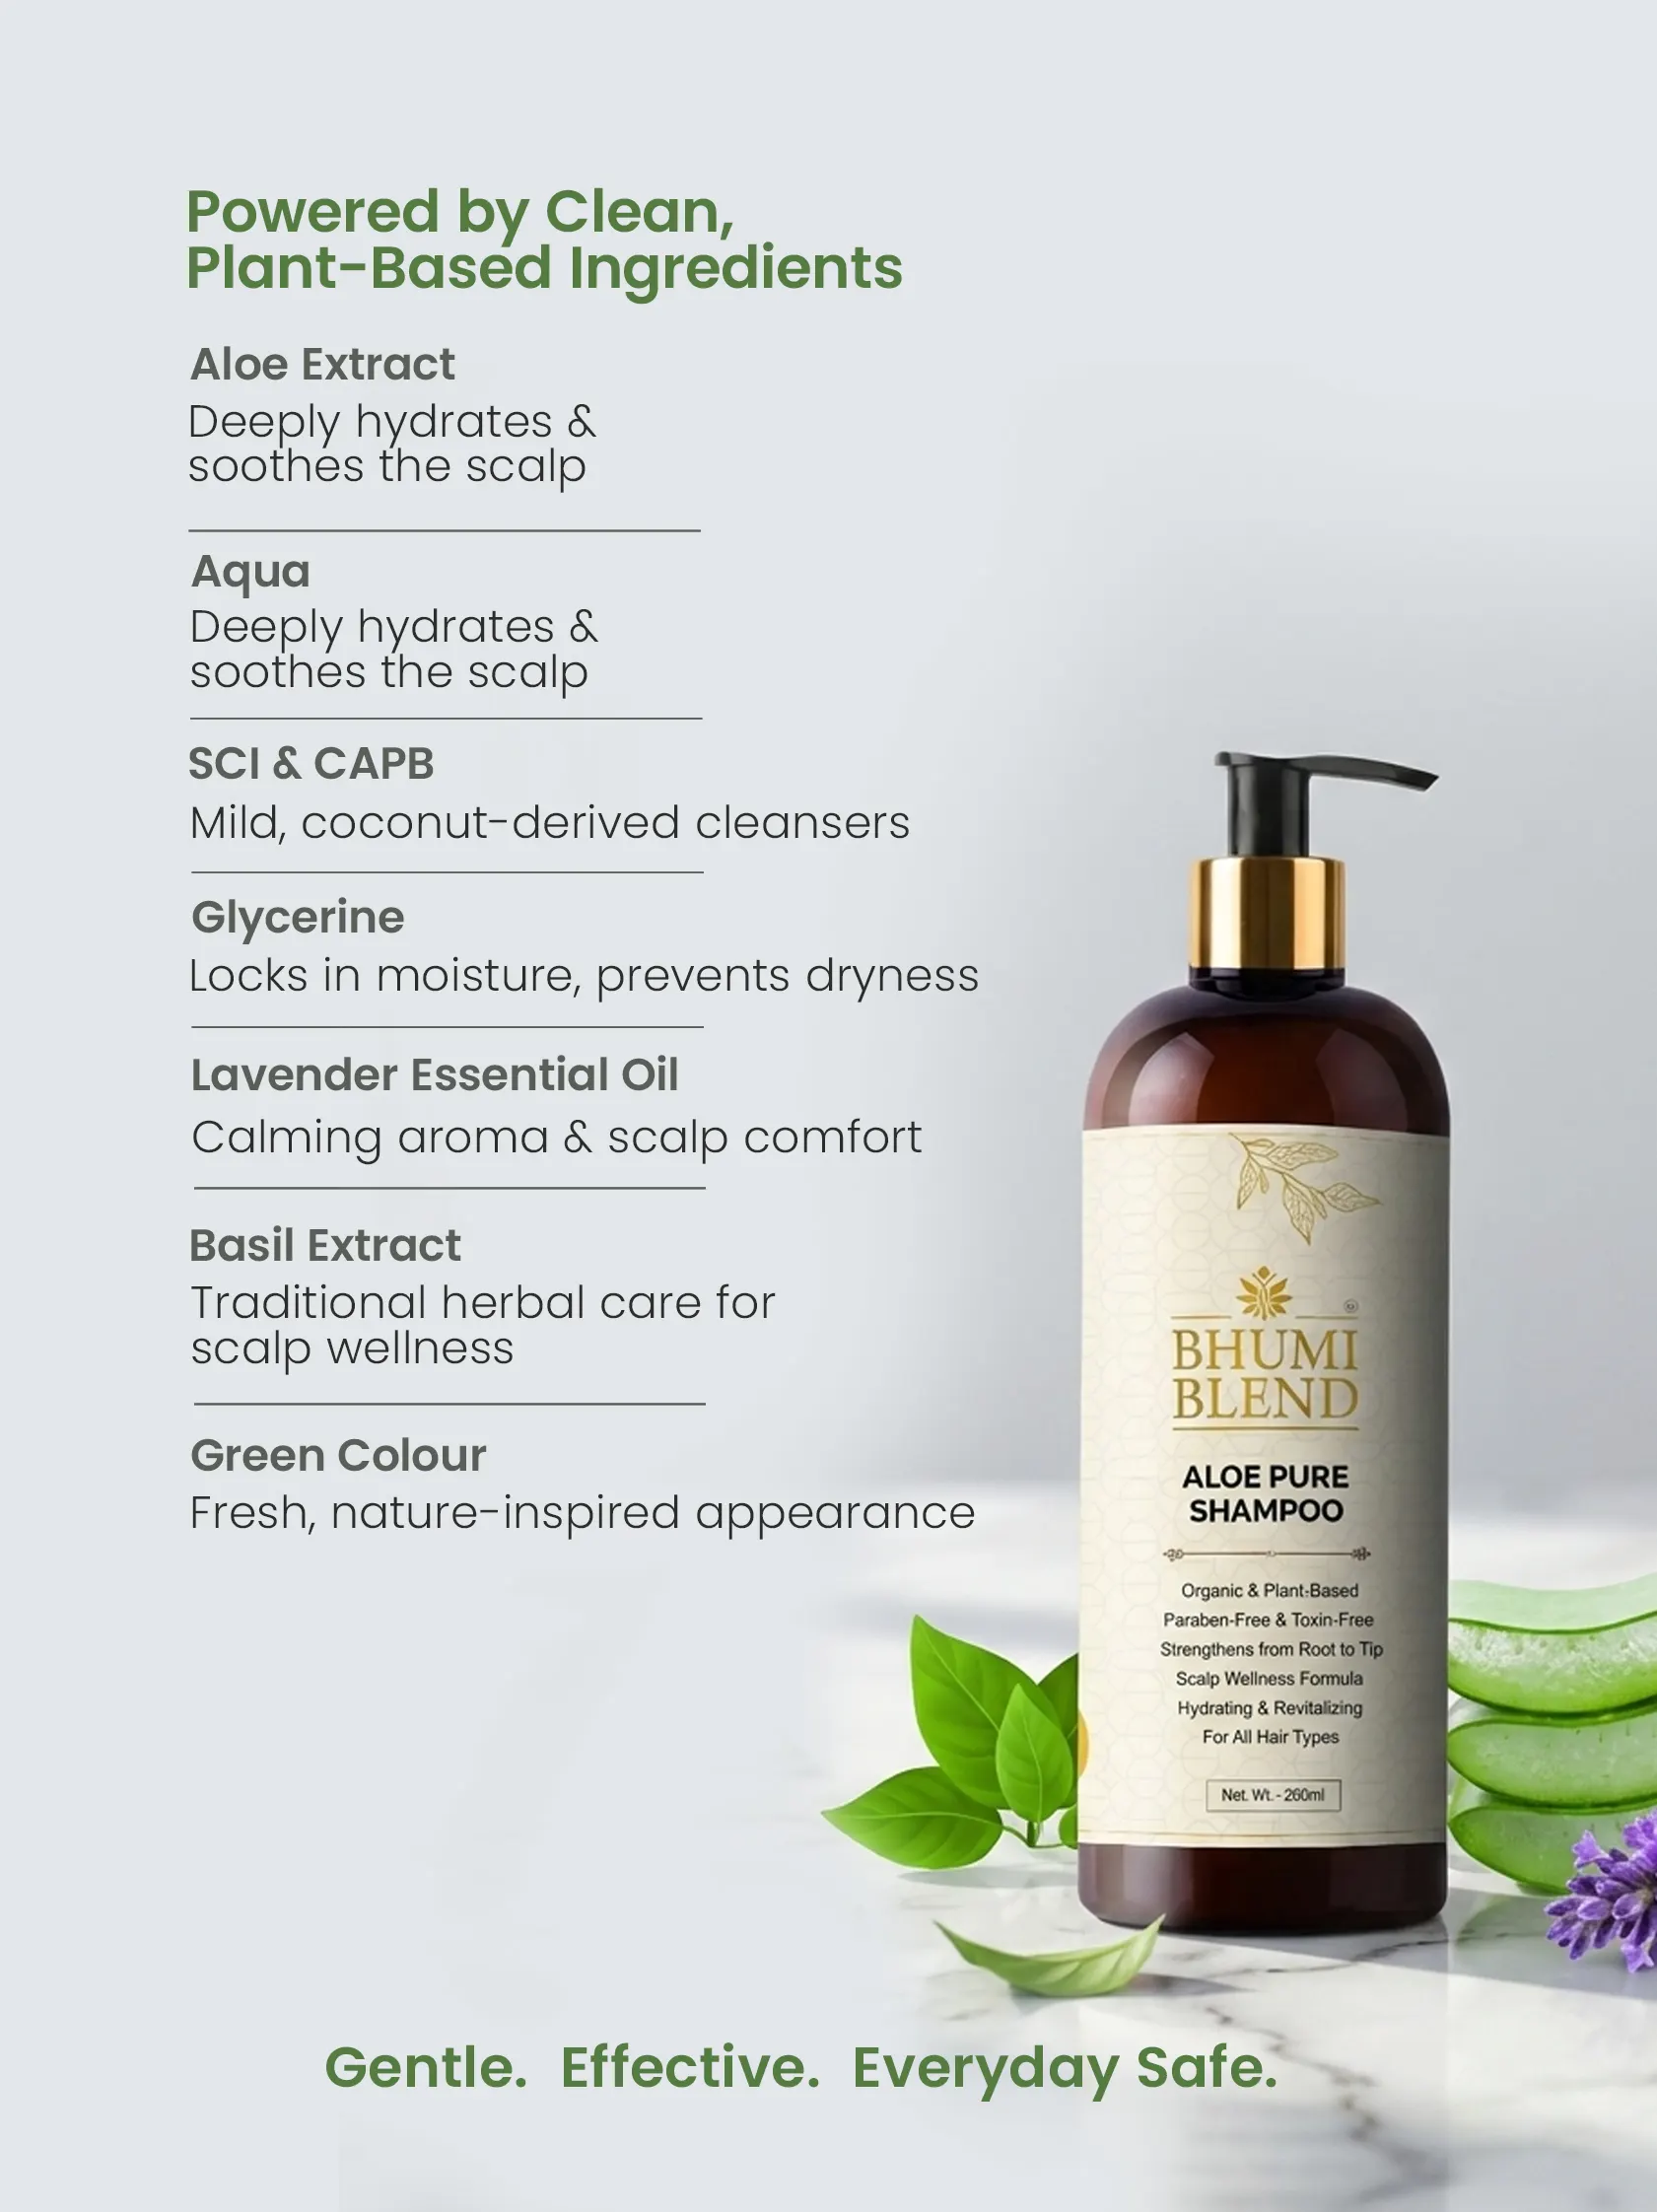 Powered by Clean,
Plant-Based Ingredients
Aloe Extract
Deeply hydrates &
soothes the scalp
Aqua
Deeply hydrates &
soothes the scalp
SCI & CAPB
Mild, coconut-derived cleansers
Glycerine
Locks in moisture, prevents dryness
Lavender Essential Oil
Calming aroma & scalp comfort
Basil Extract
Traditional herbal care for
scalp wellness
Green Colour
Fresh, nature-inspired appearance
BHUMI
BLEND
ALOE PURE
SHAMPOO
Organic & Plant-Based
Paraben-Free & Toxin-Free
Strengthens from Root to Tip
Scalp Wellness Formula
Hydrating & Revitalizing
For All Hair Types
Net. Wt. - 260ml
Gentle. Effective. Everyday Safe.